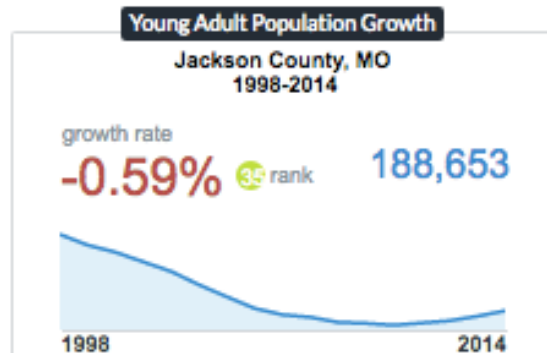 Young Adult Population Growth
Jackson County, MO
1998-2014
growth rate
-0.59% 35 rank 188,653
1998 2014